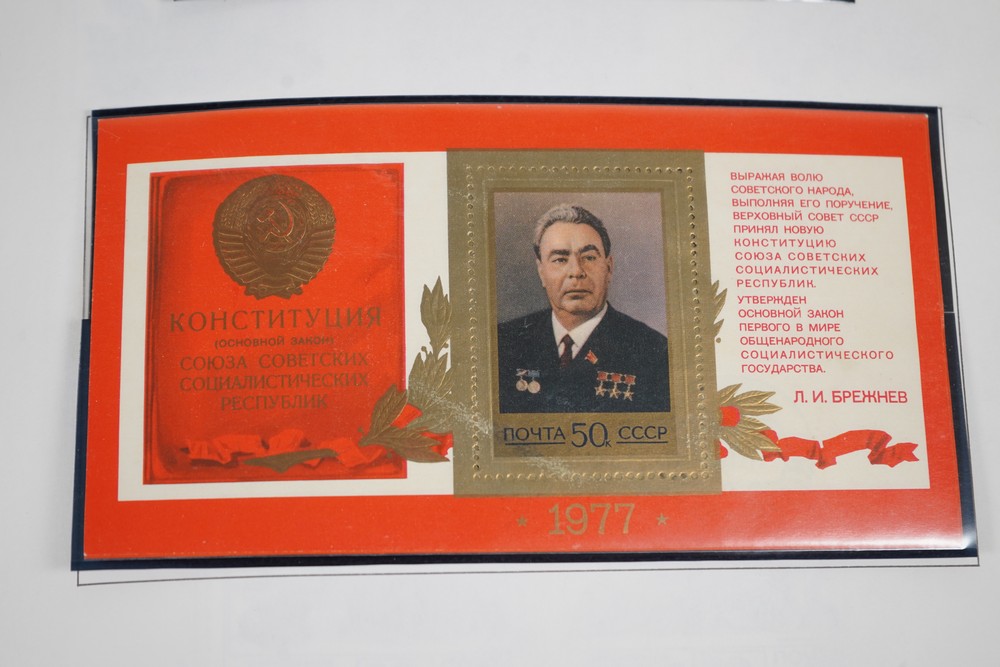 КОНСТИТУЦИЯ
(ОСНОВНОЙ ЗАКОН)
СОЮЗА СОВЕТСКИХ
СОЦИАЛИСТИЧЕСКИХ
РЕСПУБЛИК
ПОЧТА 50к СССР
ВЫРАЖАЯ ВОЛЮ
СОВЕТСКОГО НАРОДА,
ВЫПОЛНЯЯ ЕГО ПОРУЧЕНИЕ,
ВЕРХОВНЫЙ СОВЕТ СССР
ПРИНЯЛ НОВУЮ
КОНСТИТУЦИЮ
СОЮЗА СОВЕТСКИХ
СОЦИАЛИСТИЧЕСКИХ
РЕСПУБЛИК.
УТВЕРЖДЕН
ОСНОВНОЙ ЗАКОН
ПЕРВОГО В МИРЕ
ОБЩЕНАРОДНОГО
СОЦИАЛИСТИЧЕСКОГО
ГОСУДАРСТВА.
Л. И. БРЕЖНЕВ
★ 1977 ★